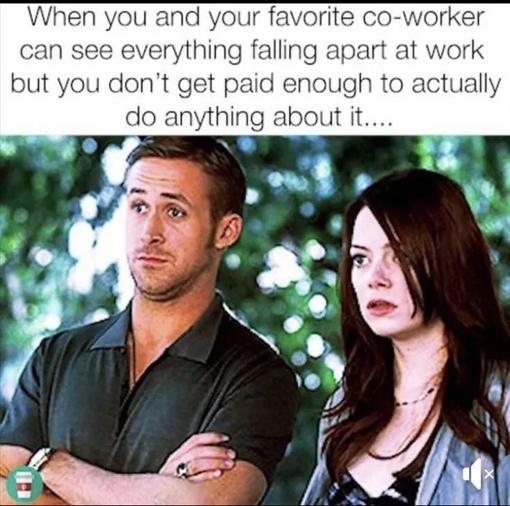 When you and your favorite co-worker
can see everything falling apart at work
but you don't get paid enough to actually
do anything about it....